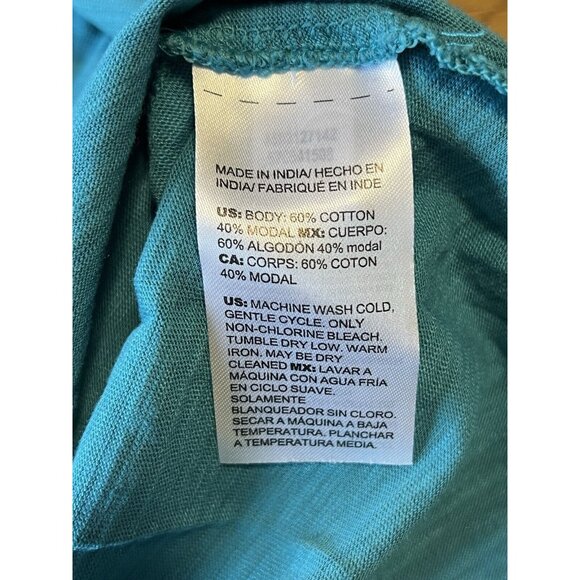 MADE IN INDIA/ HECHO EN
INDIA/ FABRIQUÉ EN INDE
US: BODY: 60% COTTON
40% MODAL MX: CUERPO:
60% ALGODÓN 40% modal
CA: CORPS: 60% COTON
40% MODAL
US: MACHINE WASH COLD,
GENTLE CYCLE. ONLY
NON-CHLORINE BLEACH.
TUMBLE DRY LOW. WARM
IRON. MAY BE DRY
CLEANED MX: LAVAR A
MÁQUINA CON AGUA FRÍA
EN CICLO SUAVE.
SOLAMENTE
BLANQUEADOR SIN CLORO.
SECAR A MÁQUINA A BAJA
TEMPERATURA. PLANCHAR
A TEMPERATURA MEDIA.